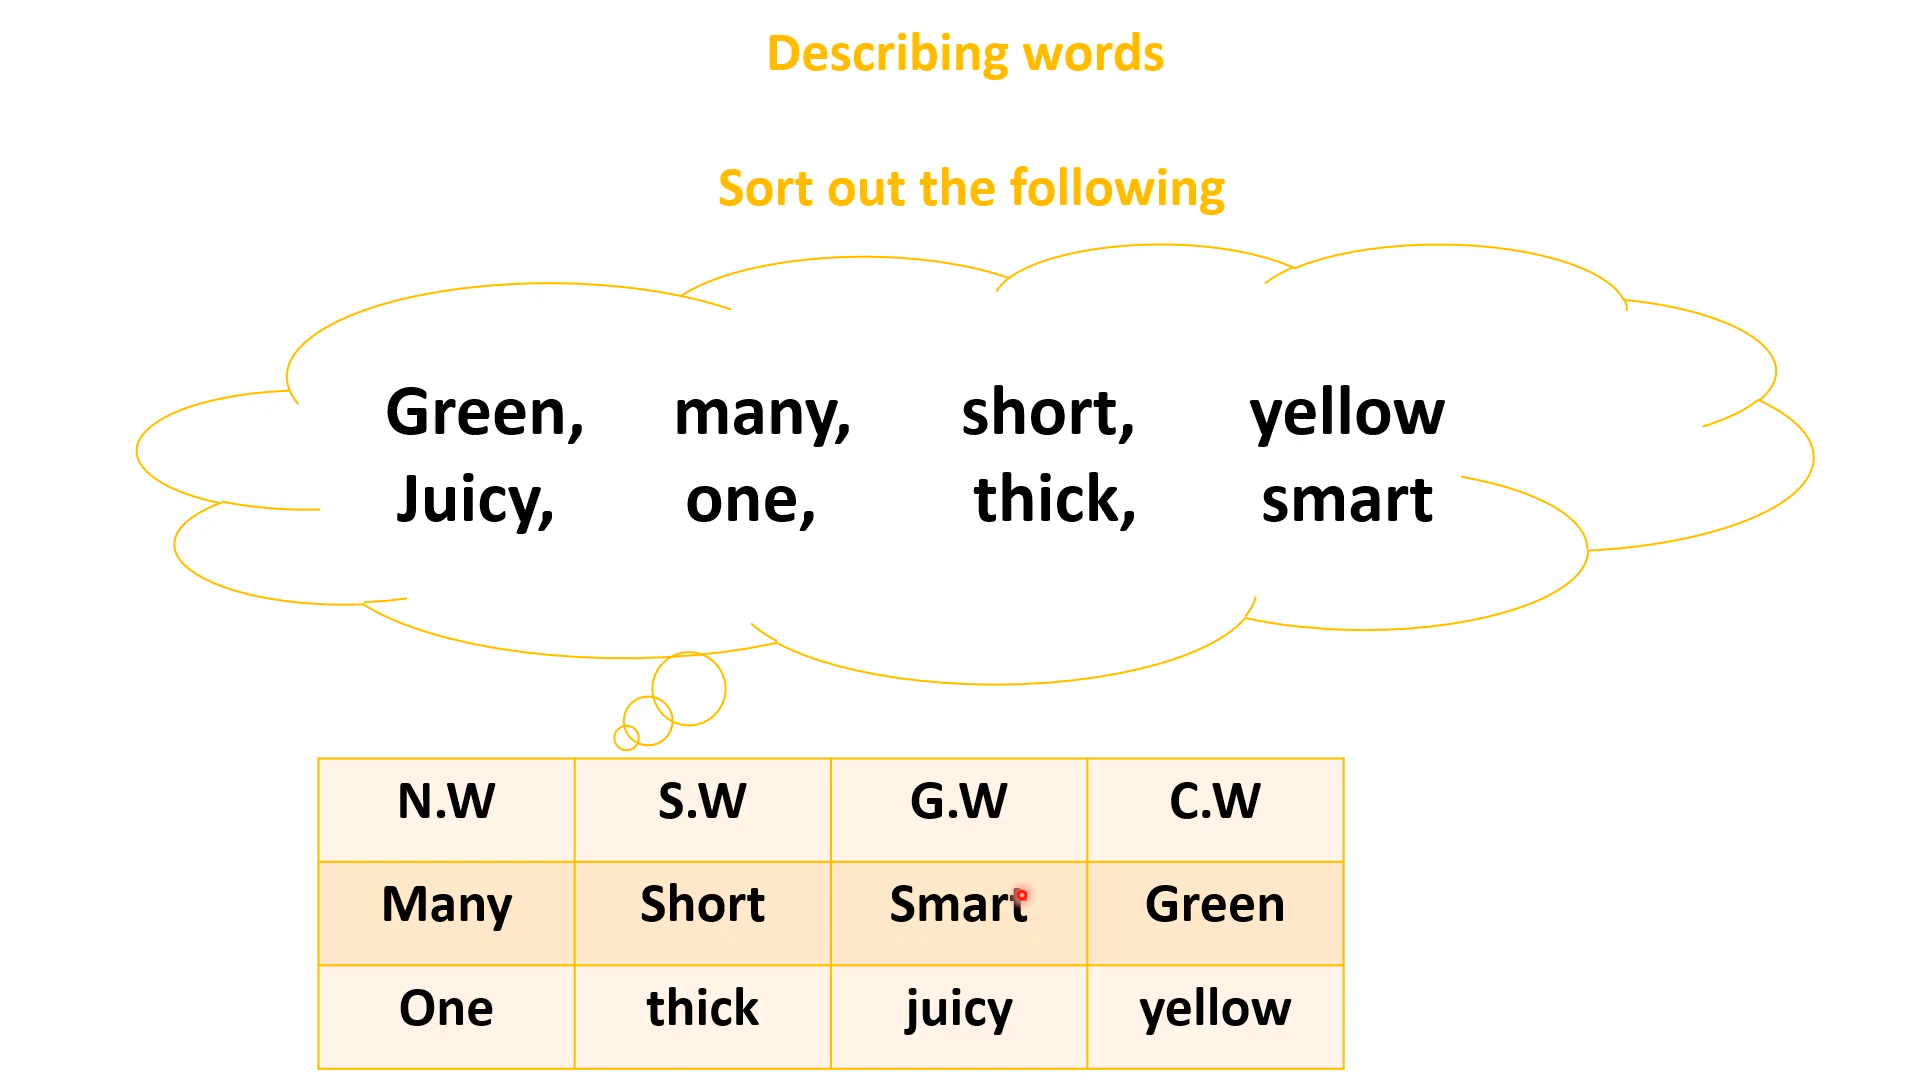 Describing words
Sort out the following
Green, many, short, yellow
Juicy, one, thick, smart
N.W S.W G.W C.W
Many Short Smart Green
One thick juicy yellow